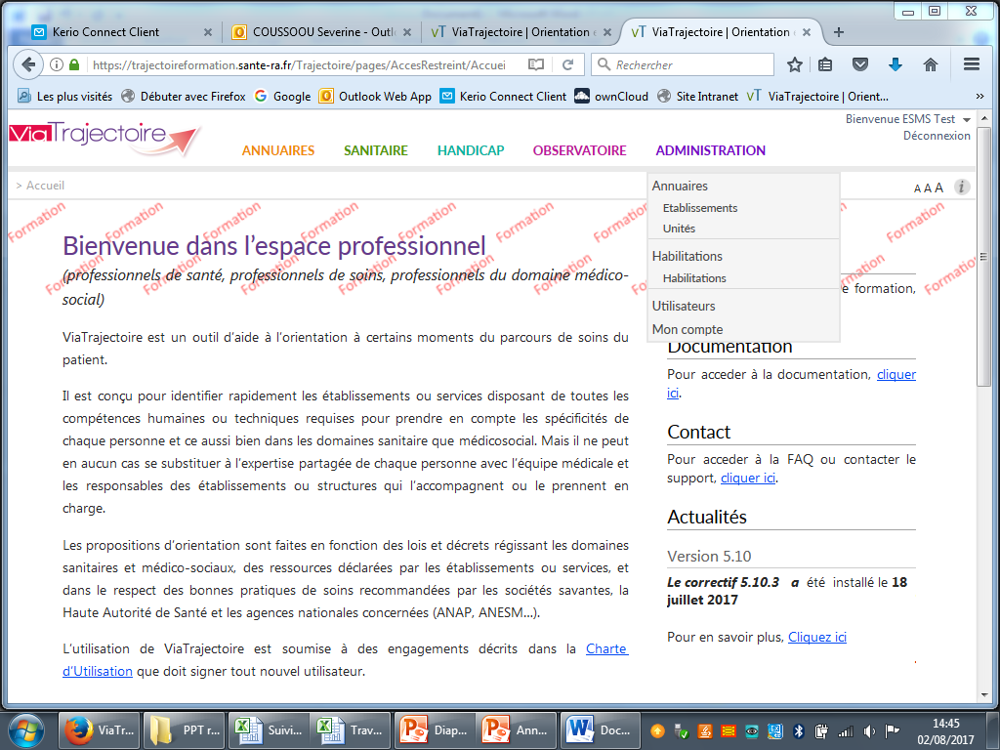 Kerio Connect Client
COUSSOOU Severine - Outl
ViaTrajectoire | Orientation
ViaTrajectoire | Orientation
https://trajectoireformation.sante-ra.fr/Trajectoire/pages/AccesRestreint/Accuei
Rechercher
Les plus visités
Débuter avec Firefox
Google
Outlook Web App
Kerio Connect Client
ownCloud
Site Intranet
ViaTrajectoire | Orient...
»
ViaTrajectoire
Bienvenue ESMS Test
Déconnexion
ANNUAIRES
SANITAIRE
HANDICAP
OBSERVATOIRE
ADMINISTRATION
> Accueil
A A A
i
Annuaires
Etablissements
Unités
Habilitations
Habilitations
Utilisateurs
Mon compte
Formation Formation Formation Formation Formation Formation Formation Formation
Bienvenue dans l'espace professionnel
(professionnels de santé, professionnels de soins, professionnels du domaine médico-
social)
Formation Formation Formation Formation Formation Formation Formation
ViaTrajectoire est un outil d'aide à l'orientation à certains moments du parcours de soins du
patient.
Il est conçu pour identifier rapidement les établissements ou services disposant de toutes les
compétences humaines ou techniques requises pour prendre en compte les spécificités de
chaque personne et ce aussi bien dans les domaines sanitaire que médicosocial. Mais il ne peut
en aucun cas se substituer à l'expertise partagée de chaque personne avec l'équipe médicale et
les responsables des établissements ou structures qui l'accompagnent ou le prennent en
charge.
Les propositions d'orientation sont faites en fonction des lois et décrets régissant les domaines
sanitaires et médico-sociaux, des ressources déclarées par les établissements ou services, et
dans le respect des bonnes pratiques de soins recommandées par les sociétés savantes, la
Haute Autorité de Santé et les agences nationales concernées (ANAP, ANESM...).
L'utilisation de ViaTrajectoire est soumise à des engagements décrits dans la Charte
d'Utilisation que doit signer tout nouvel utilisateur.
e formation,
Documentation
Pour acceder à la documentation, cliquer
ici.
Contact
Pour acceder à la FAQ ou contacter le
support, cliquer ici.
Actualités
Version 5.10
Le correctif 5.10.3 a été installé le 18
juillet 2017
Pour en savoir plus, Cliquez ici
.
ViaTr...
PPT r...
Suivi...
Trav...
Diap...
Ann...
Doc...
14:45
02/08/2017